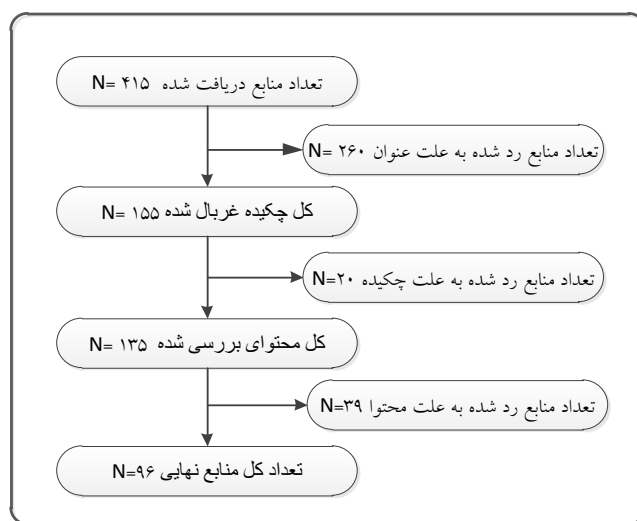 تعداد منابع دریافت شده N= ۴۱۵
تعداد منابع رد شده به علت عنوان N= ۲۶۰
کل چکیده غربال شده N= ۱۵۵
تعداد منابع رد شده به علت چکیده N=۲۰
کل محتوای بررسی شده N= ۱۳۵
تعداد منابع رد شده به علت محتوا N=۳۹
تعداد کل منابع نهایی N=۹۶